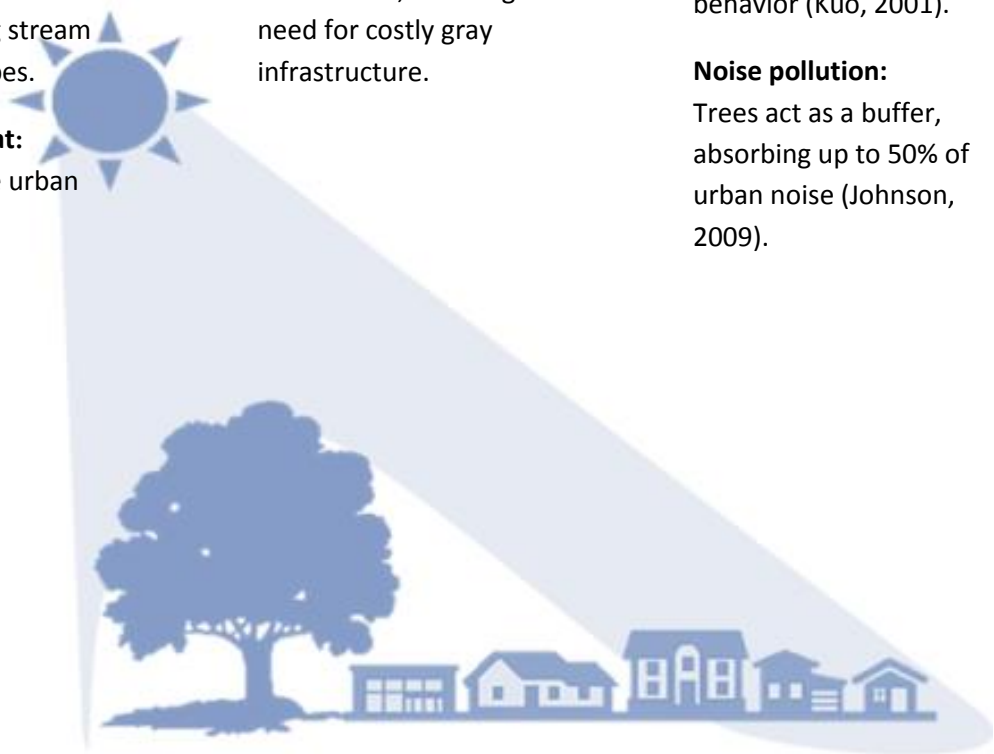 stream
pes.
nt:
urban
need for costly gray
infrastructure.
behavior (Kuo, 2001).
Noise pollution:
Trees act as a buffer,
absorbing up to 50% of
urban noise (Johnson,
2009).